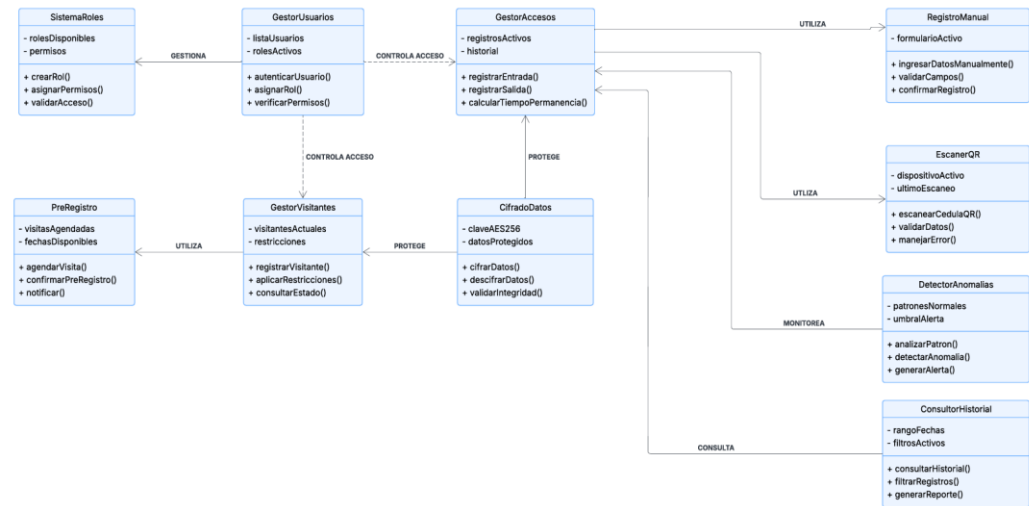 SistemaRoles
- rolesDisponibles
- permisos
+ crearRol()
+ asignarPermisos()
+ validarAcceso()
GESTIONA
GestorUsuarios
- listaUsuarios
- rolesActivos
+ autenticarUsuario()
+ asignarRol()
+ verificarPermisos()
CONTROLA ACCESO
GestorAccesos
- registrosActivos
- historial
+ registrarEntrada()
+ registrarSalida()
+ calcularTiempoPermanencia()
UTILIZA
RegistroManual
- formularioActivo
+ ingresarDatosManualmente()
+ validarCampos()
+ confirmarRegistro()
CONTROLA ACCESO
PROTEGE
UTLIZA
EscanerQR
- dispositivoActivo
- ultimoEscaneo
+ escanearCedulaQR()
+ validarDatos()
+ manejarError()
PreRegistro
- visitasAgendadas
- fechasDisponibles
+ agendarVisita()
+ confirmarPreRegistro()
+ notificar()
UTILIZA
GestorVisitantes
- visitantesActuales
- restricciones
+ registrarVisitante()
+ aplicarRestricciones()
+ consultarEstado()
PROTEGE
CifradoDatos
- claveAES256
- datosProtegidos
+ cifrarDatos()
+ descifrarDatos()
+ validarIntegridad()
MONITOREA
DetectorAnomalias
- patronesNormales
- umbralAlerta
+ analizarPatron()
+ detectarAnomalia()
+ generarAlerta()
CONSULTA
ConsultorHistorial
- rangoFechas
- filtrosActivos
+ consultarHistorial()
+ filtrarRegistros()
+ generarReporte()